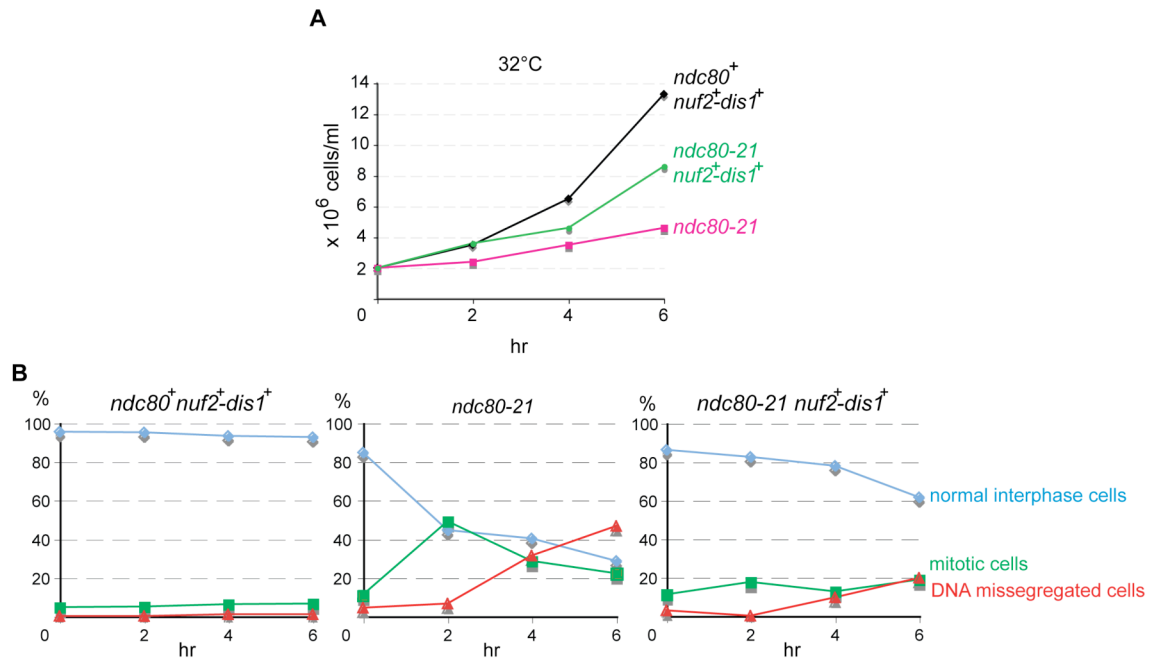 A
32°C
14
12
10
8
6
4
2
0
2
4
6
x 10^6 cells/ml
hr
ndc80+
nuf2+-dis1+
ndc80-21
nuf2+-dis1+
ndc80-21
B
%
ndc80+ nuf2+-dis1+
100
80
60
40
20
0
2
4
6
hr
%
ndc80-21
100
80
60
40
20
0
2
4
6
hr
%
ndc80-21 nuf2+-dis1+
100
80
60
40
20
0
2
4
6
hr
normal interphase cells
mitotic cells
DNA missegregated cells